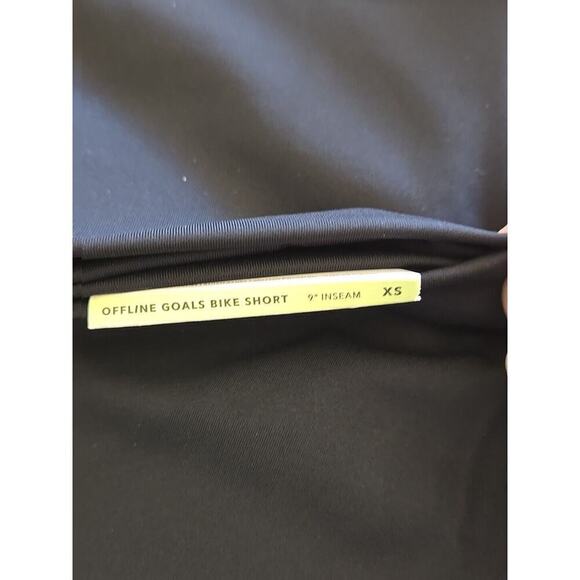 OFFLINE GOALS BIKE SHORT 9" INSEAM XS